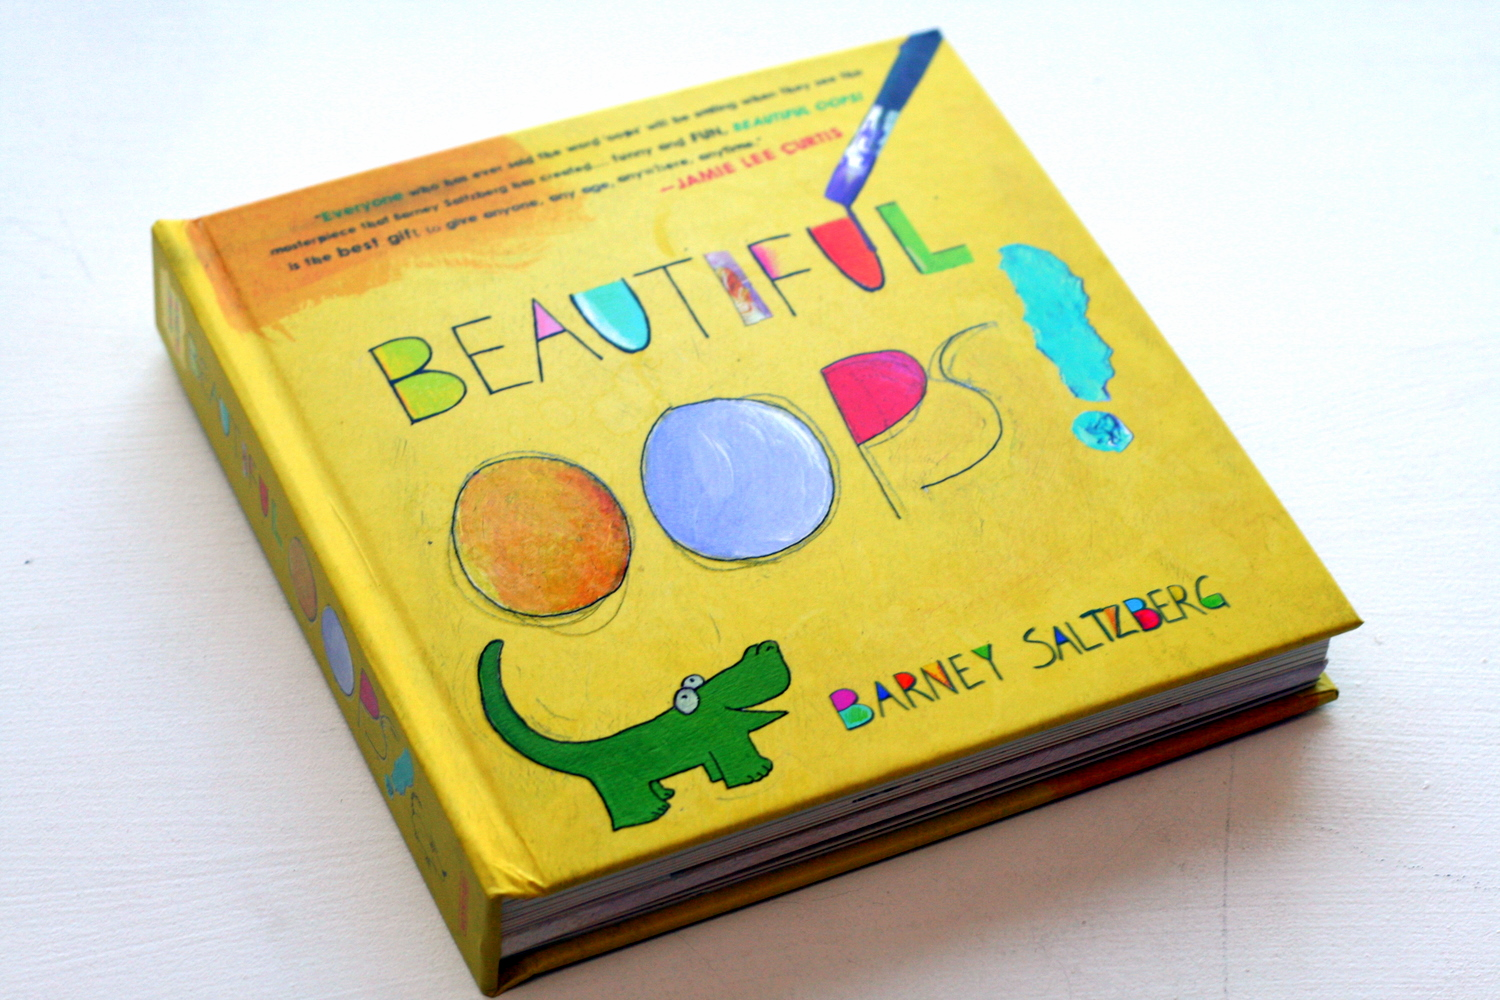 "Everyone who has ever said the word 'oops' will be smiling when they see the
masterpiece that Barney Saltzberg has created... funny and FUN, BEAUTIFUL OOPS!
is the best gift to give anyone, any age, anywhere, anytime."
—JAMIE LEE CURTIS
BEAUTIFUL
OOPS!
BARNEY SALTZBERG
BEAUTIFUL OOPS!